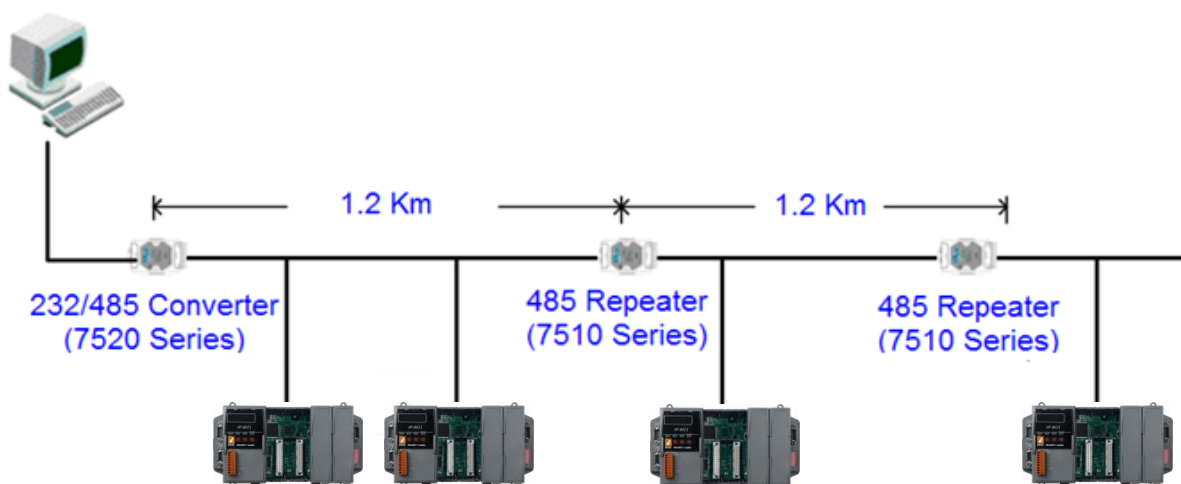 1.2 Km
1.2 Km
232/485 Converter
(7520 Series)
485 Repeater
(7510 Series)
485 Repeater
(7510 Series)